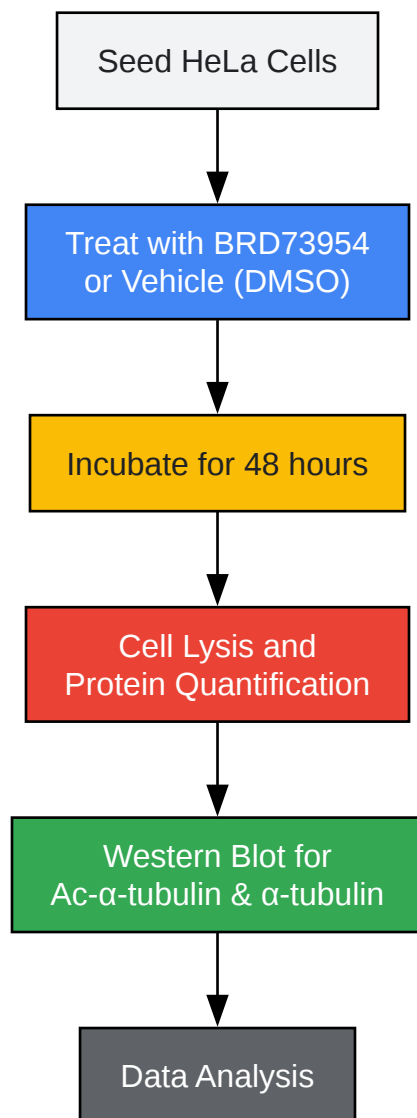 Seed HeLa Cells
Treat with BRD73954
or Vehicle (DMSO)
Incubate for 48 hours
Cell Lysis and
Protein Quantification
Western Blot for
Ac-α-tubulin & α-tubulin
Data Analysis